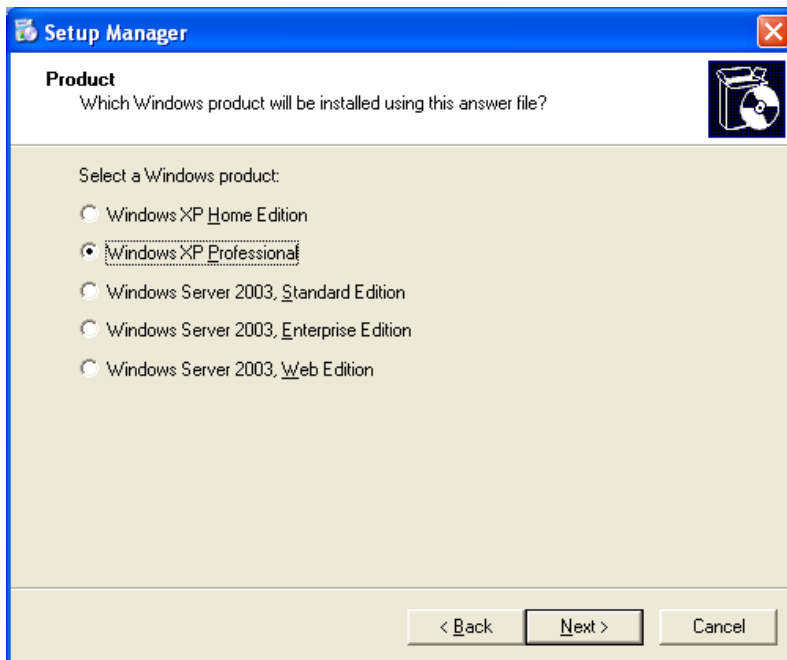 Setup Manager
Product
Which Windows product will be installed using this answer file?
Select a Windows product:
Windows XP Home Edition
Windows XP Professional
Windows Server 2003, Standard Edition
Windows Server 2003, Enterprise Edition
Windows Server 2003, Web Edition
< Back Next > Cancel